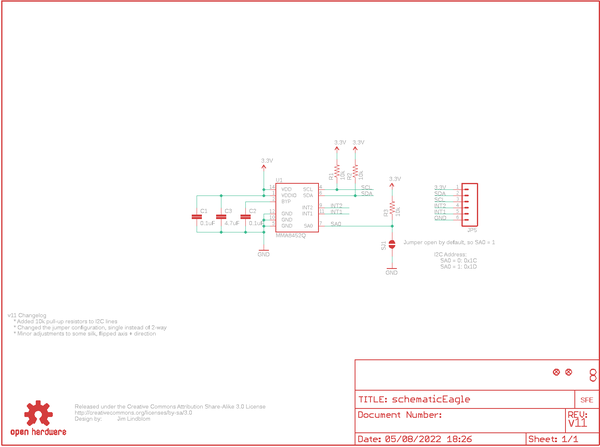 3.3V 3.3V
3.3V
R1 10k R2 10k
3.3V
U1
14 VDD SCL SCL
VDDIO SDA SDA
BYP
R3 10k
C1 C3 C2
0.1uF 4.7uF 0.1uF
GND INT2 INT2
GND INT1 INT1
GND SA0 SA0
MMA8452Q
GND
SJ1
GND
3.3V
SDA
SCL
INT2
INT1
GND
JP5
Jumper open by default, so SA0 = 1
I2C Address:
SA0 = 0: 0x1C
SA0 = 1: 0x1D
v11 Changelog
* Added 10k pull-up resistors to I2C lines
* Changed the jumper configuration, single instead of 2-way
* Minor adjustments to some silk, flipped axis + direction
Released under the Creative Commons Attribution Share-Alike 3.0 License
http://creativecommons.org/licenses/by-sa/3.0
Design by: Jim Lindblom
open hardware
TITLE: schematicEagle
SFE
Document Number:
REV:
v11
Date: 05/08/2022 18:26
Sheet: 1/1